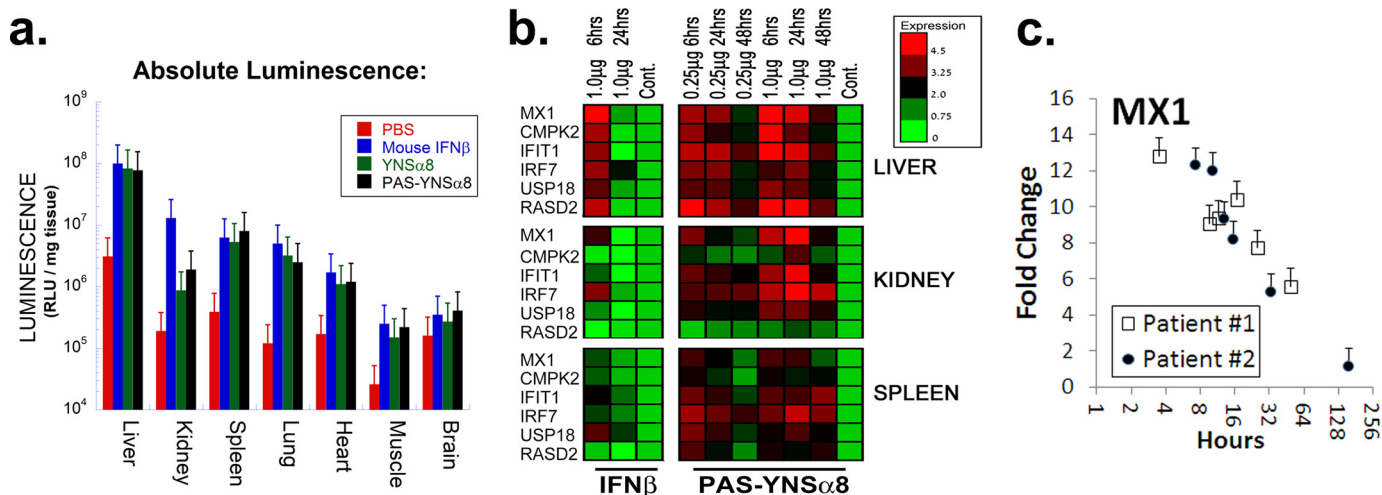 a.
Absolute Luminescence:
LUMINESCENCE
(RLU / mg tissue)
10⁹
10⁸
10⁷
10⁶
10⁵
10⁴
PBS
Mouse IFNβ
YNSα8
PAS-YNSα8
Liver
Kidney
Spleen
Lung
Heart
Muscle
Brain
b.
1.0µg 6hrs
1.0µg 24hrs
Cont.
0.25µg 6hrs
0.25µg 24hrs
0.25µg 48hrs
1.0µg 6hrs
1.0µg 24hrs
1.0µg 48hrs
Cont.
Expression
4.5
3.25
2.0
0.75
0
MX1
CMPK2
IFIT1
IRF7
USP18
RASD2
LIVER
MX1
CMPK2
IFIT1
IRF7
USP18
RASD2
KIDNEY
MX1
CMPK2
IFIT1
IRF7
USP18
RASD2
SPLEEN
IFNβ
PAS-YNSα8
c.
MX1
Fold Change
16
14
12
10
8
6
4
2
0
Patient #1
Patient #2
1
2
4
8
16
32
64
128
256
Hours